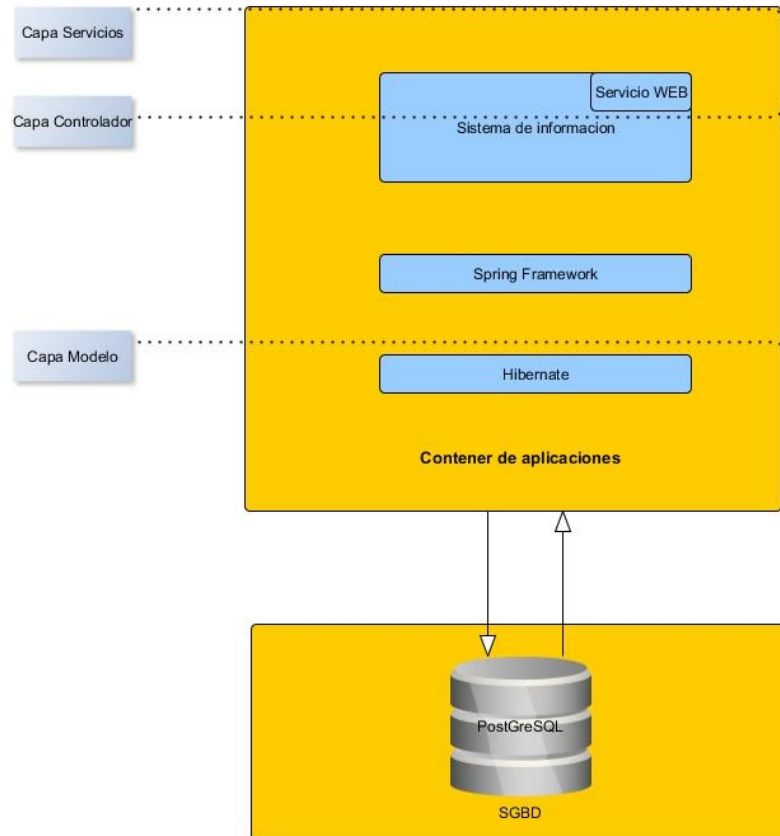 Capa Servicios
Servicio WEB
Capa Controlador
Sistema de informacion
Spring Framework
Capa Modelo
Hibernate
Contener de aplicaciones
PostGreSQL
SGBD